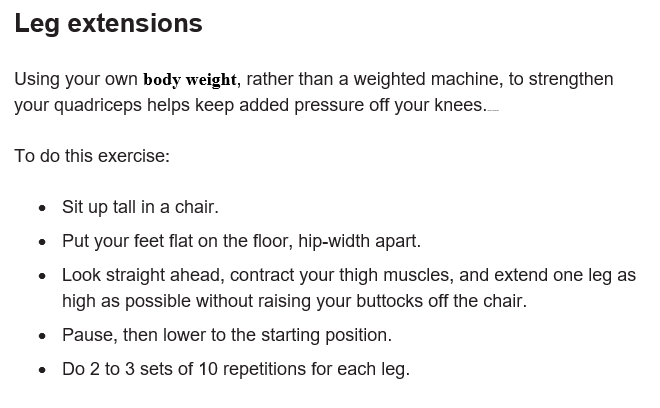 Leg extensions
Using your own body weight, rather than a weighted machine, to strengthen
your quadriceps helps keep added pressure off your knees.
To do this exercise:
• Sit up tall in a chair.
• Put your feet flat on the floor, hip-width apart.
• Look straight ahead, contract your thigh muscles, and extend one leg as
high as possible without raising your buttocks off the chair.
• Pause, then lower to the starting position.
• Do 2 to 3 sets of 10 repetitions for each leg.